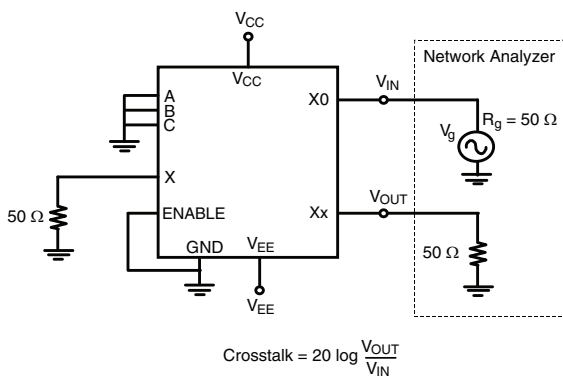 VCC
VCC
Network Analyzer
A
B
C
X0
VIN
Vg
Rg = 50 Ω
X
50 Ω
ENABLE
Xx
VOUT
50 Ω
GND
VEE
VEE
Crosstalk = 20 log VOUT
VIN